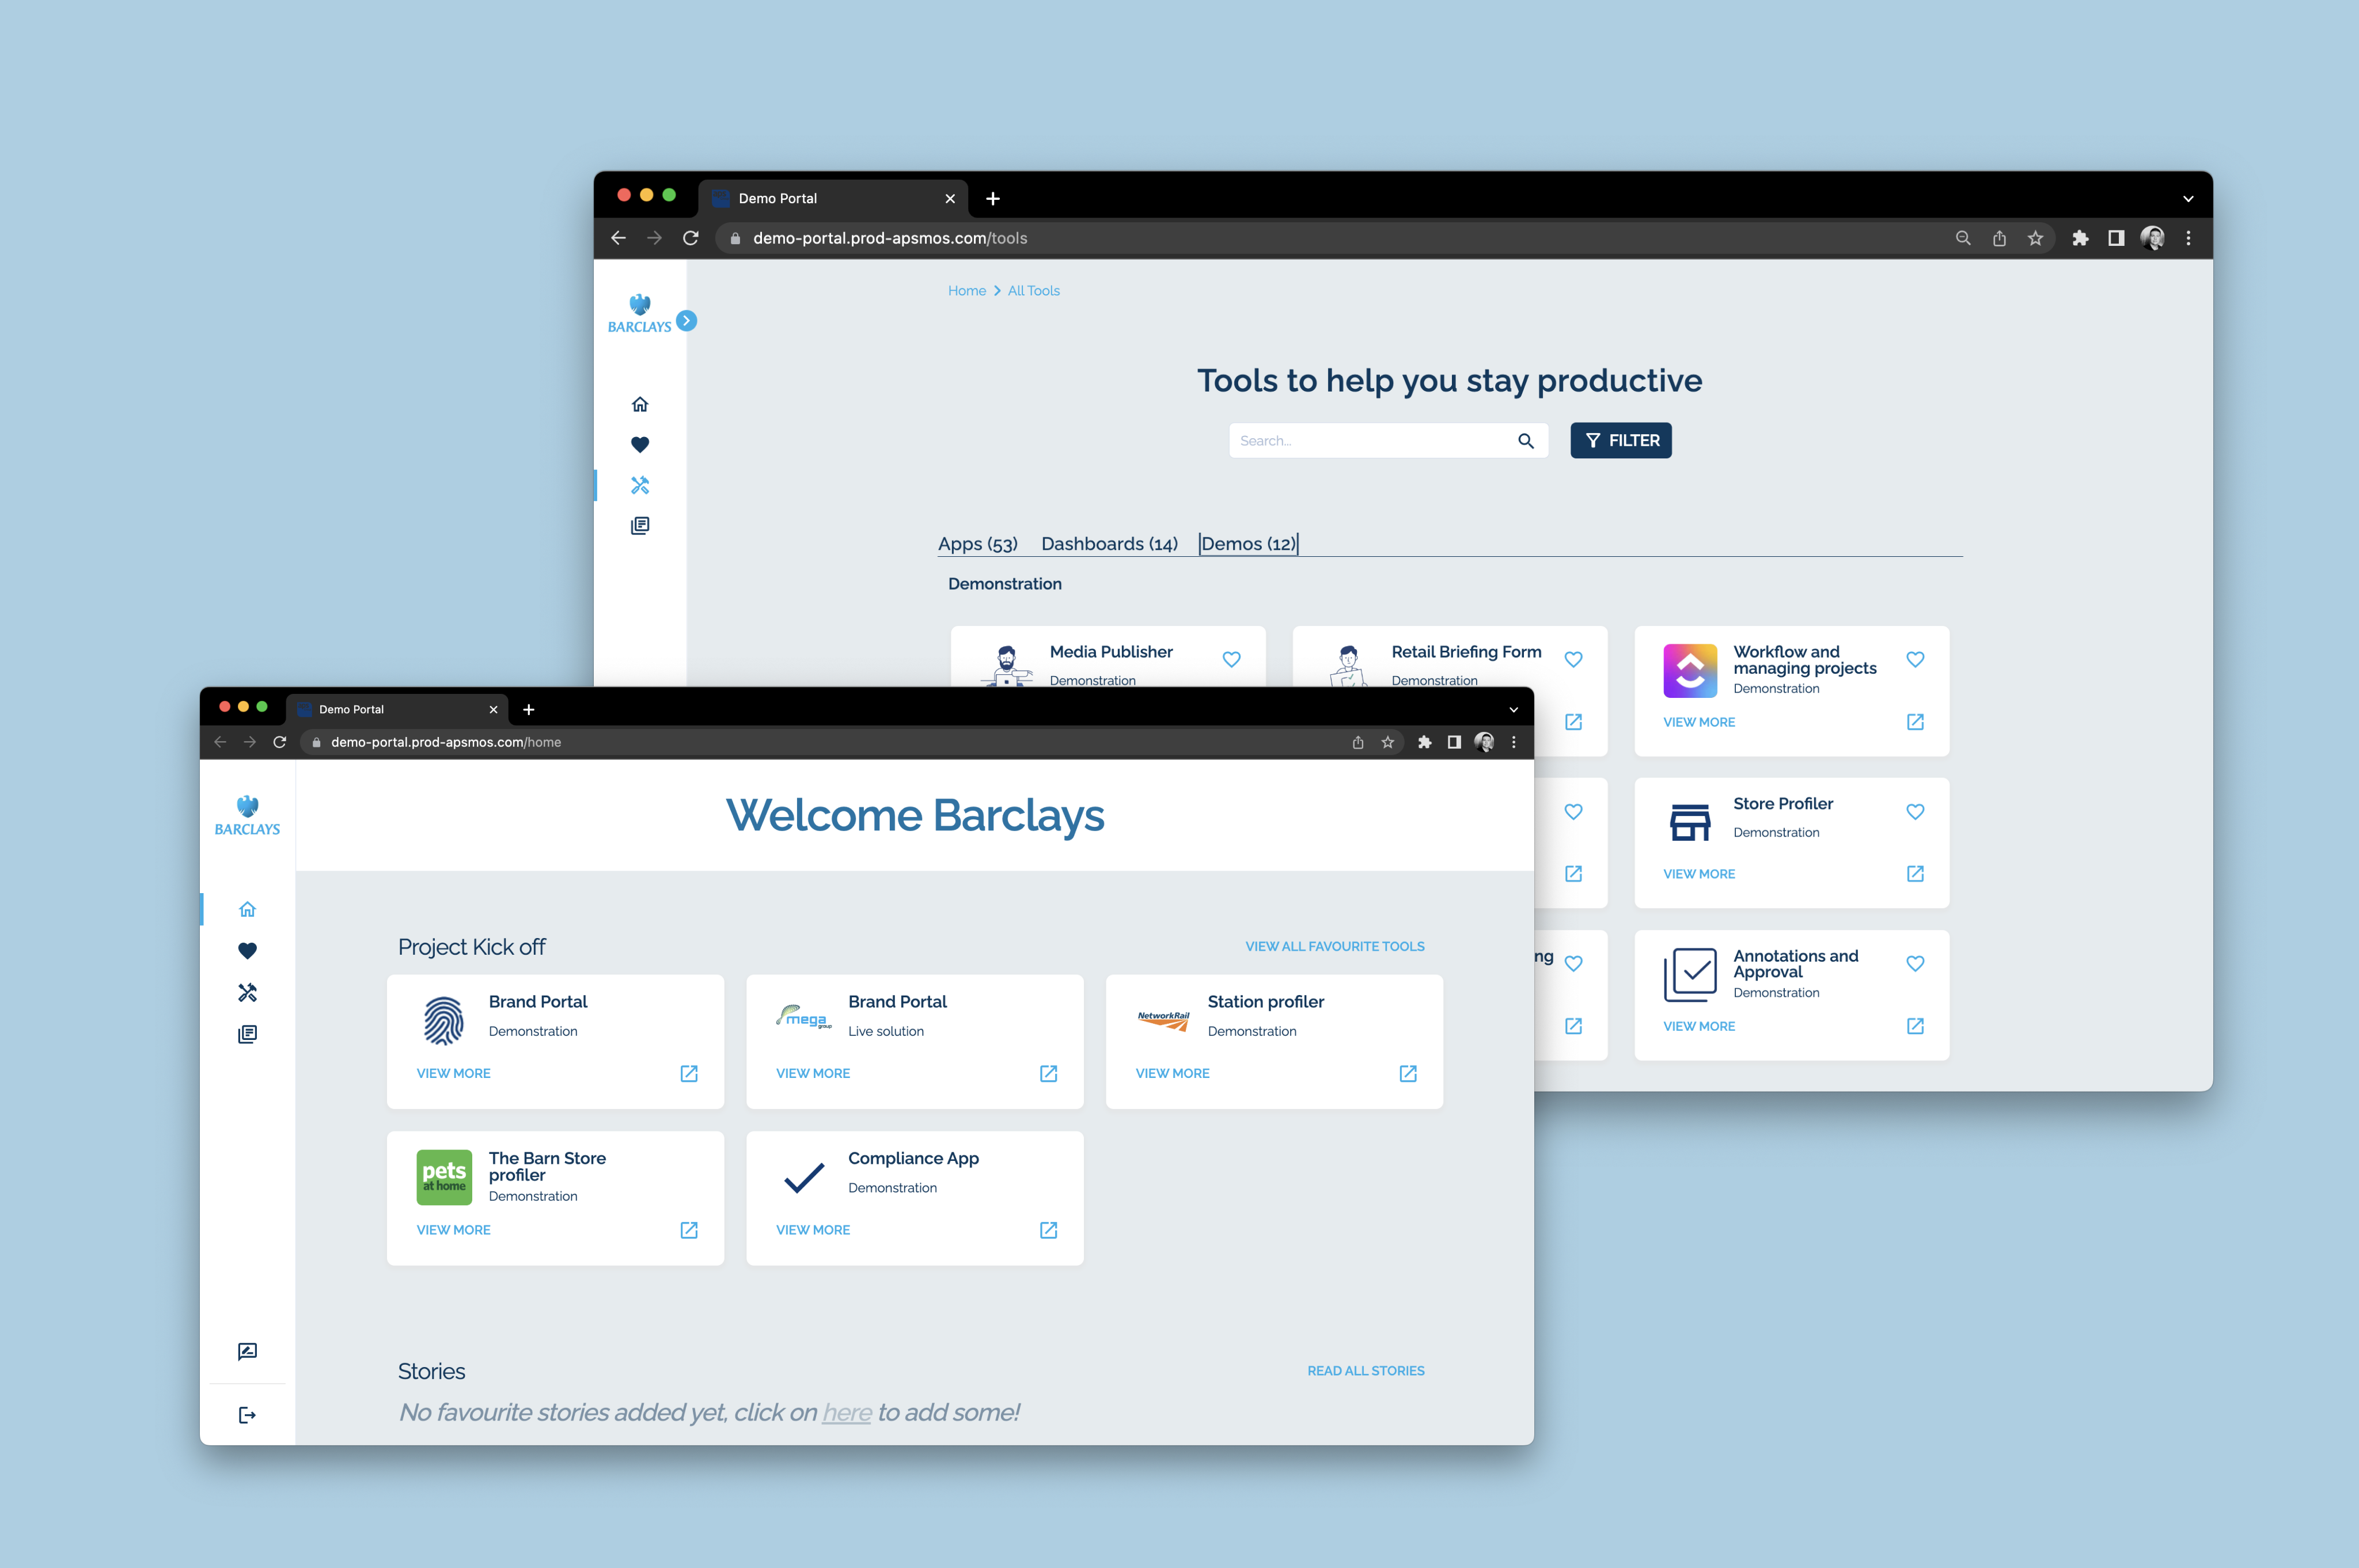 Demo Portal
demo-portal.prod-apsmos.com/tools
BARCLAYS
Home > All Tools
Tools to help you stay productive
Search...
FILTER
Apps (53)
Dashboards (14)
Demos (12)
Demonstration
Media Publisher
Demonstration
Retail Briefing Form
Demonstration
Workflow and
managing projects
Demonstration
VIEW MORE
Store Profiler
Demonstration
VIEW MORE
ng
Annotations and
Approval
Demonstration
VIEW MORE
Demo Portal
demo-portal.prod-apsmos.com/home
BARCLAYS
Welcome Barclays
Project Kick off
VIEW ALL FAVOURITE TOOLS
Brand Portal
Demonstration
VIEW MORE
mega
group
Brand Portal
Live solution
VIEW MORE
NetworkRail
Station profiler
Demonstration
VIEW MORE
pets
at home
The Barn Store
profiler
Demonstration
VIEW MORE
Compliance App
Demonstration
VIEW MORE
Stories
READ ALL STORIES
No favourite stories added yet, click on here to add some!